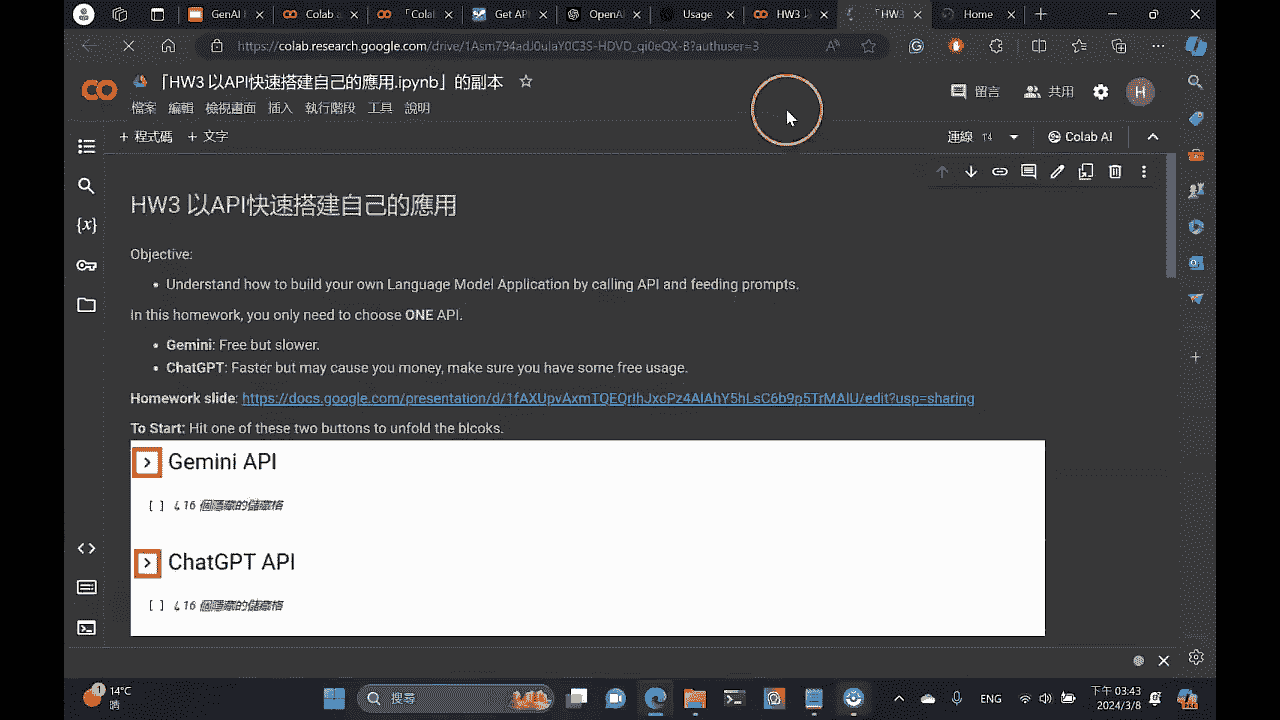 GenAI
Colab a
「Colal
Get API
OpenA
Usage
HW3
「HW3
Home
https://colab.research.google.com/drive/1Asm794adJ0ulaY0C3S-HDVD_qi0eQX-B?authuser=3
「HW3 以API快速搭建自己的應用.ipynb」的副本
留言
共用
H
檔案 編輯 檢視畫面 插入 執行階段 工具 說明
+ 程式碼 + 文字
連線 T4
Colab AI
HW3 以API快速搭建自己的應用
Objective:
• Understand how to build your own Language Model Application by calling API and feeding prompts.
In this homework, you only need to choose ONE API.
• Gemini: Free but slower.
• ChatGPT: Faster but may cause you money, make sure you have some free usage.
Homework slide: https://docs.google.com/presentation/d/1fAXUpvAxmTQEQrIhJxcPz4AlAhY5hLsC6b9p5TrMAIU/edit?usp=sharing
To Start: Hit one of these two buttons to unfold the blcoks.
Gemini API
[ ] ↳ 16 個隱藏的儲藏格
ChatGPT API
[ ] ↳ 16 個隱藏的儲藏格
1
14°C
搜尋
ENG
下午 03:43
2024/3/8